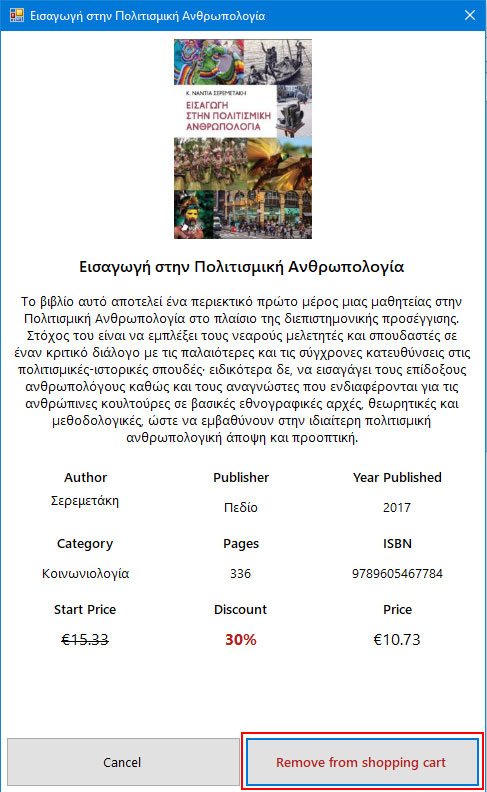 Εισαγωγή στην Πολιτισμική Ανθρωπολογία
Κ. ΝΑΝΤΙΑ ΣΕΡΕΜΕΤΑΚΗ
ΕΙΣΑΓΩΓΗ
ΣΤΗΝ ΠΟΛΙΤΙΣΜΙΚΗ
ΑΝΘΡΩΠΟΛΟΓΙΑ
Εισαγωγή στην Πολιτισμική Ανθρωπολογία
Το βιβλίο αυτό αποτελεί ένα περιεκτικό πρώτο μέρος μιας μαθητείας στην
Πολιτισμική Ανθρωπολογία στο πλαίσιο της διεπιστημονικής προσέγγισης.
Στόχος του είναι να εμπλέξει τους νεαρούς μελετητές και σπουδαστές σε
έναν κριτικό διάλογο με τις παλαιότερες και τις σύγχρονες κατευθύνσεις στις
πολιτισμικές-ιστορικές σπουδές· ειδικότερα δε, να εισαγάγει τους επίδοξους
ανθρωπολόγους καθώς και τους αναγνώστες που ενδιαφέρονται για τις
ανθρώπινες κουλτούρες σε βασικές εθνογραφικές αρχές, θεωρητικές και
μεθοδολογικές, ώστε να εμβαθύνουν στην ιδιαίτερη πολιτισμική
ανθρωπολογική άποψη και προοπτική.
Author Publisher Year Published
Σερεμετάκη Πεδίο 2017
Category Pages ISBN
Κοινωνιολογία 336 9789605467784
Start Price Discount Price
€15.33 30% €10.73
Cancel Remove from shopping cart